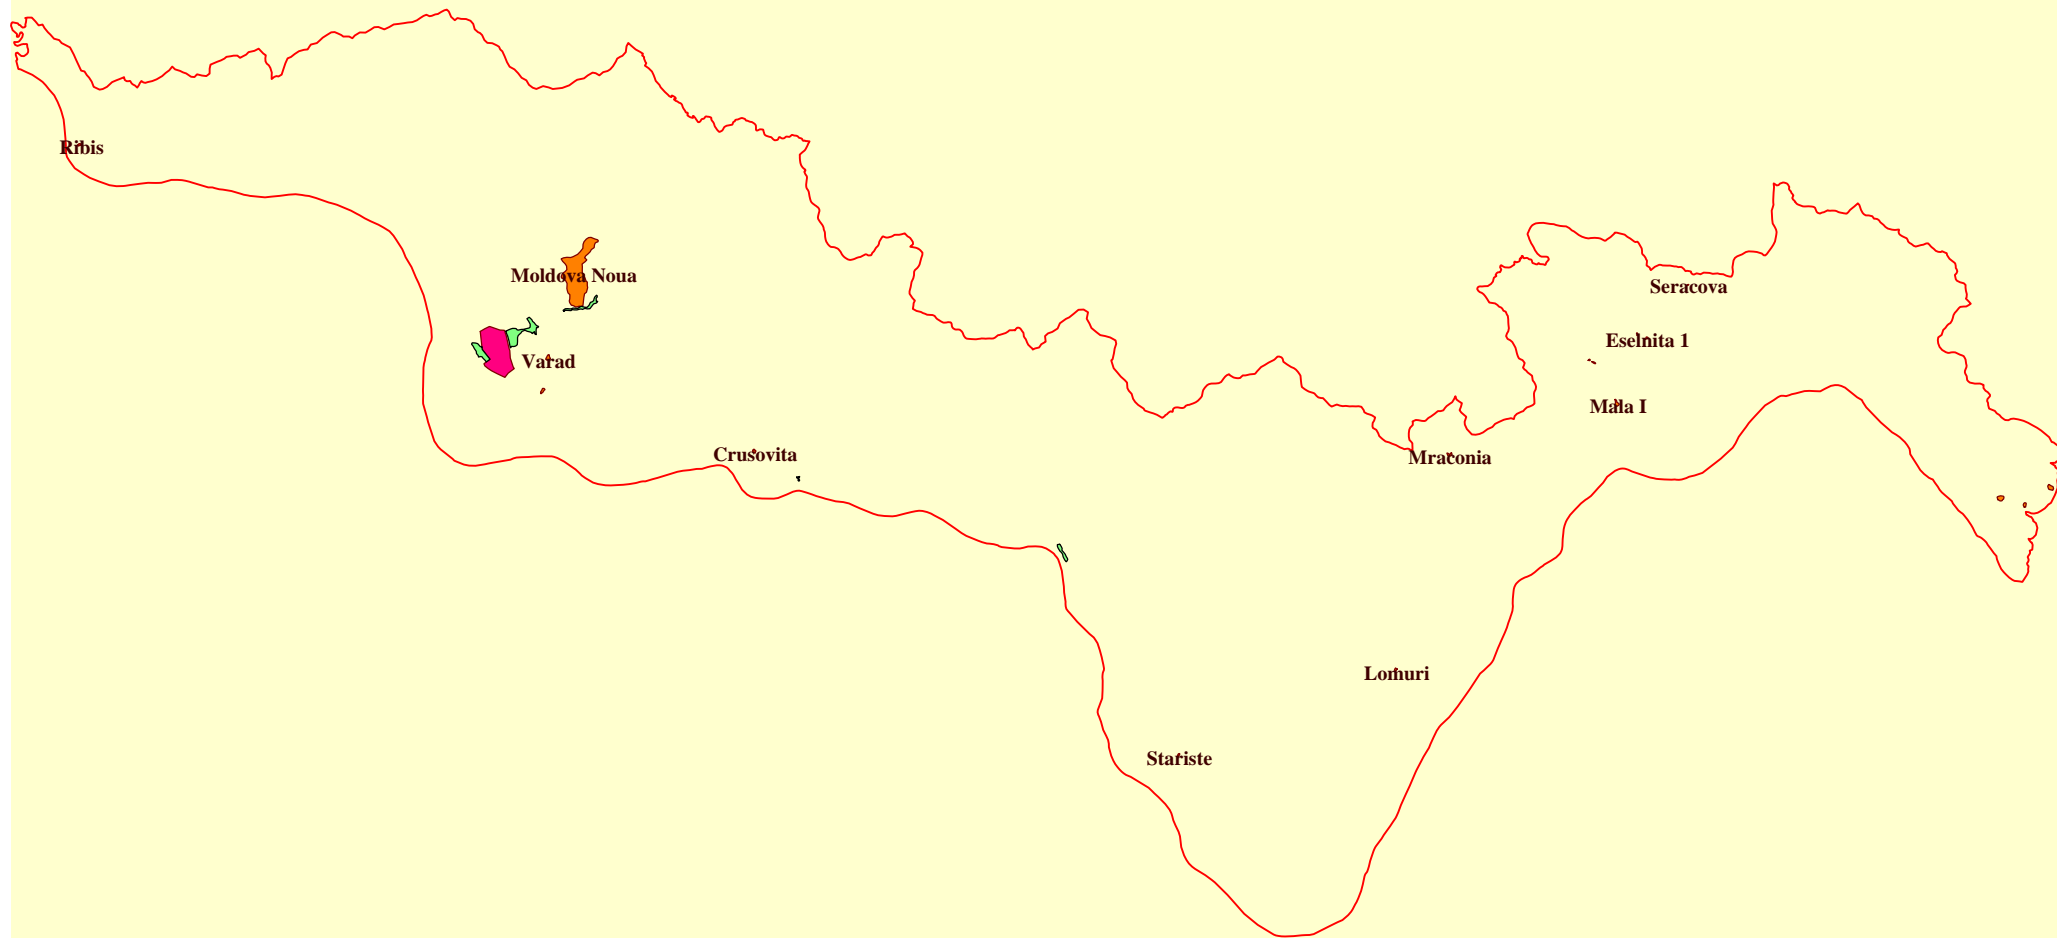 Ribis
Moldova Noua
Seracova
Eselnita 1
Varad
Mala I
Crusovita
Mraconia
Lomuri
Stariste